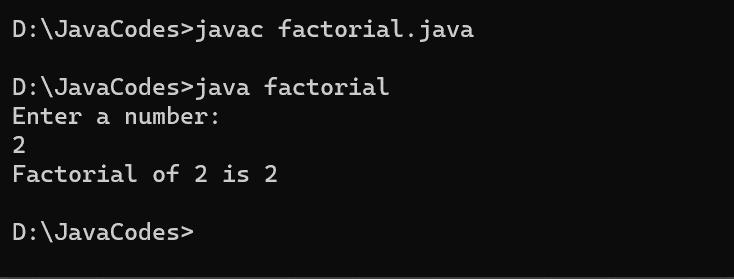 D:\JavaCodes>javac factorial.java
D:\JavaCodes>java factorial
Enter a number:
2
Factorial of 2 is 2
D:\JavaCodes>